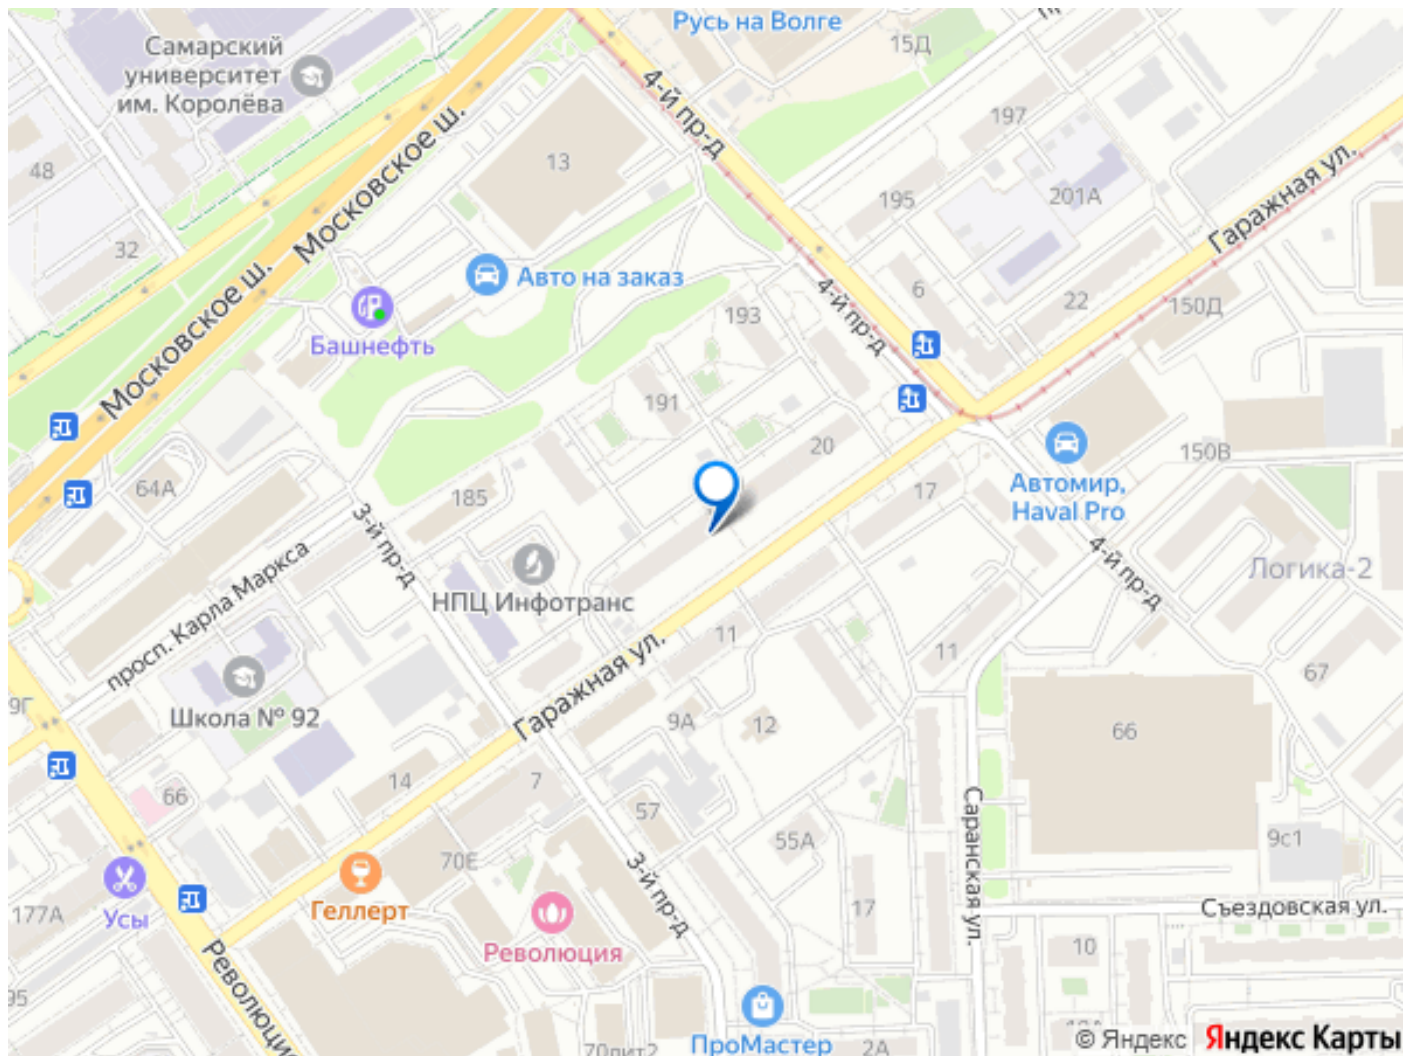 Русь на Волге
15Д
Самарский
университет
им. Королёва
4-й пр-д
197
Московское ш.
13
48
195
201А
Гаражная ул.
32
Авто на заказ
6
22
150Д
193
4-й пр-д
Башнефть
Московское ш.
191
20
150В
64А
185
17
Автомир,
Haval Pro
3-й пр-д
4-й пр-д
Логика-2
просп. Карла Маркса
НПЦ Инфотранс
11
11
67
Гаражная ул.
9Г
Школа № 92
9А
12
66
14
7
66
57
55А
Саранская ул.
9с1
70Е
3-й пр-д
Усы
177А
Геллерт
17
Съездовская ул.
Революция
10
Революции
95
ПроМастер
2А
70лит2
© Яндекс Яндекс Карты